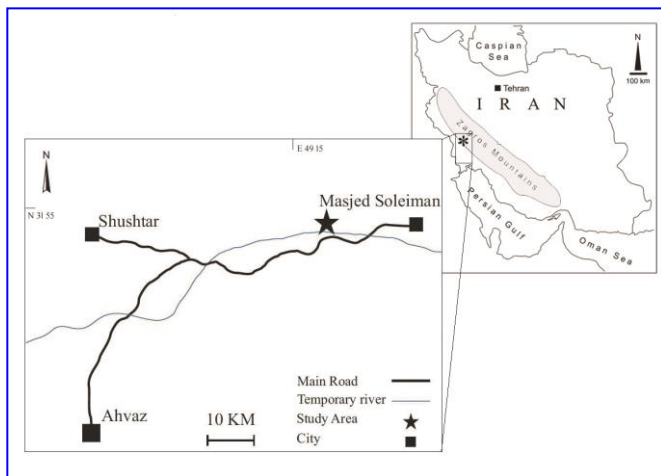 Caspian
Sea
N
100 km
Tehran
I R A N
Zagros Mountains
*
Persian Gulf
Oman Sea
N
E 49 15
N 31 55
Masjed Soleiman
Shushtar
Ahvaz
10 KM
Main Road
Temporary river
Study Area
City